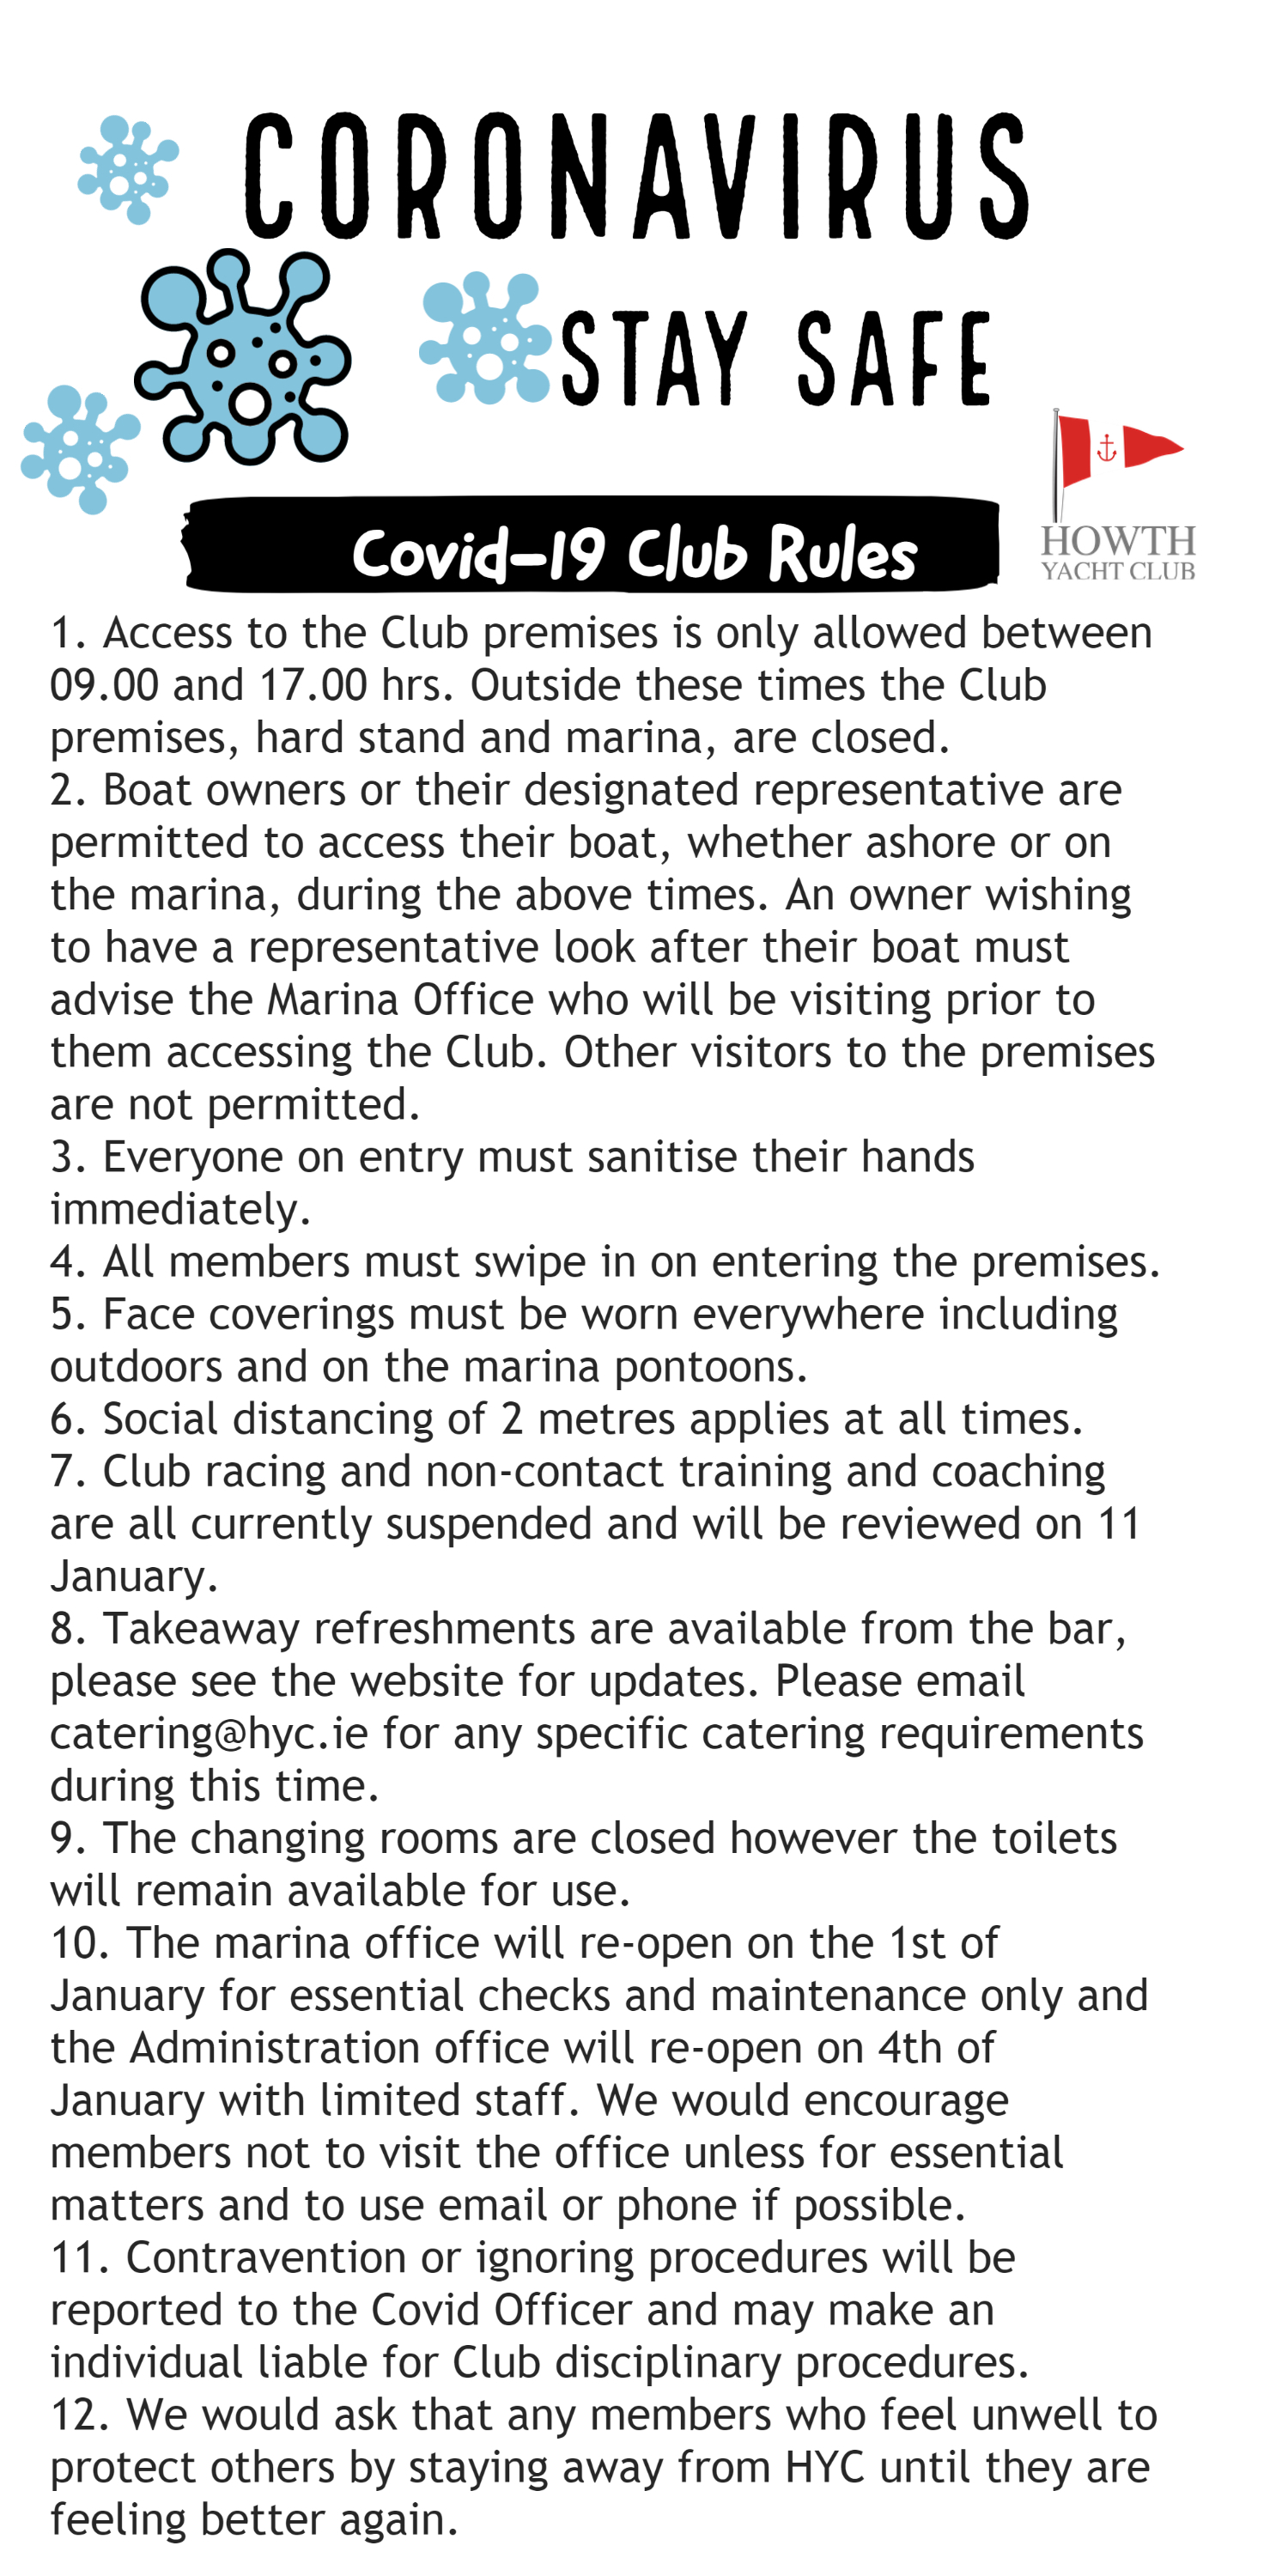 CORONAVIRUS
STAY SAFE
HOWTH
YACHT CLUB
Covid-19 Club Rules
1. Access to the Club premises is only allowed between
09.00 and 17.00 hrs. Outside these times the Club
premises, hard stand and marina, are closed.
2. Boat owners or their designated representative are
permitted to access their boat, whether ashore or on
the marina, during the above times. An owner wishing
to have a representative look after their boat must
advise the Marina Office who will be visiting prior to
them accessing the Club. Other visitors to the premises
are not permitted.
3. Everyone on entry must sanitise their hands
immediately.
4. All members must swipe in on entering the premises.
5. Face coverings must be worn everywhere including
outdoors and on the marina pontoons.
6. Social distancing of 2 metres applies at all times.
7. Club racing and non-contact training and coaching
are all currently suspended and will be reviewed on 11
January.
8. Takeaway refreshments are available from the bar,
please see the website for updates. Please email
catering@hyc.ie for any specific catering requirements
during this time.
9. The changing rooms are closed however the toilets
will remain available for use.
10. The marina office will re-open on the 1st of
January for essential checks and maintenance only and
the Administration office will re-open on 4th of
January with limited staff. We would encourage
members not to visit the office unless for essential
matters and to use email or phone if possible.
11. Contravention or ignoring procedures will be
reported to the Covid Officer and may make an
individual liable for Club disciplinary procedures.
12. We would ask that any members who feel unwell to
protect others by staying away from HYC until they are
feeling better again.